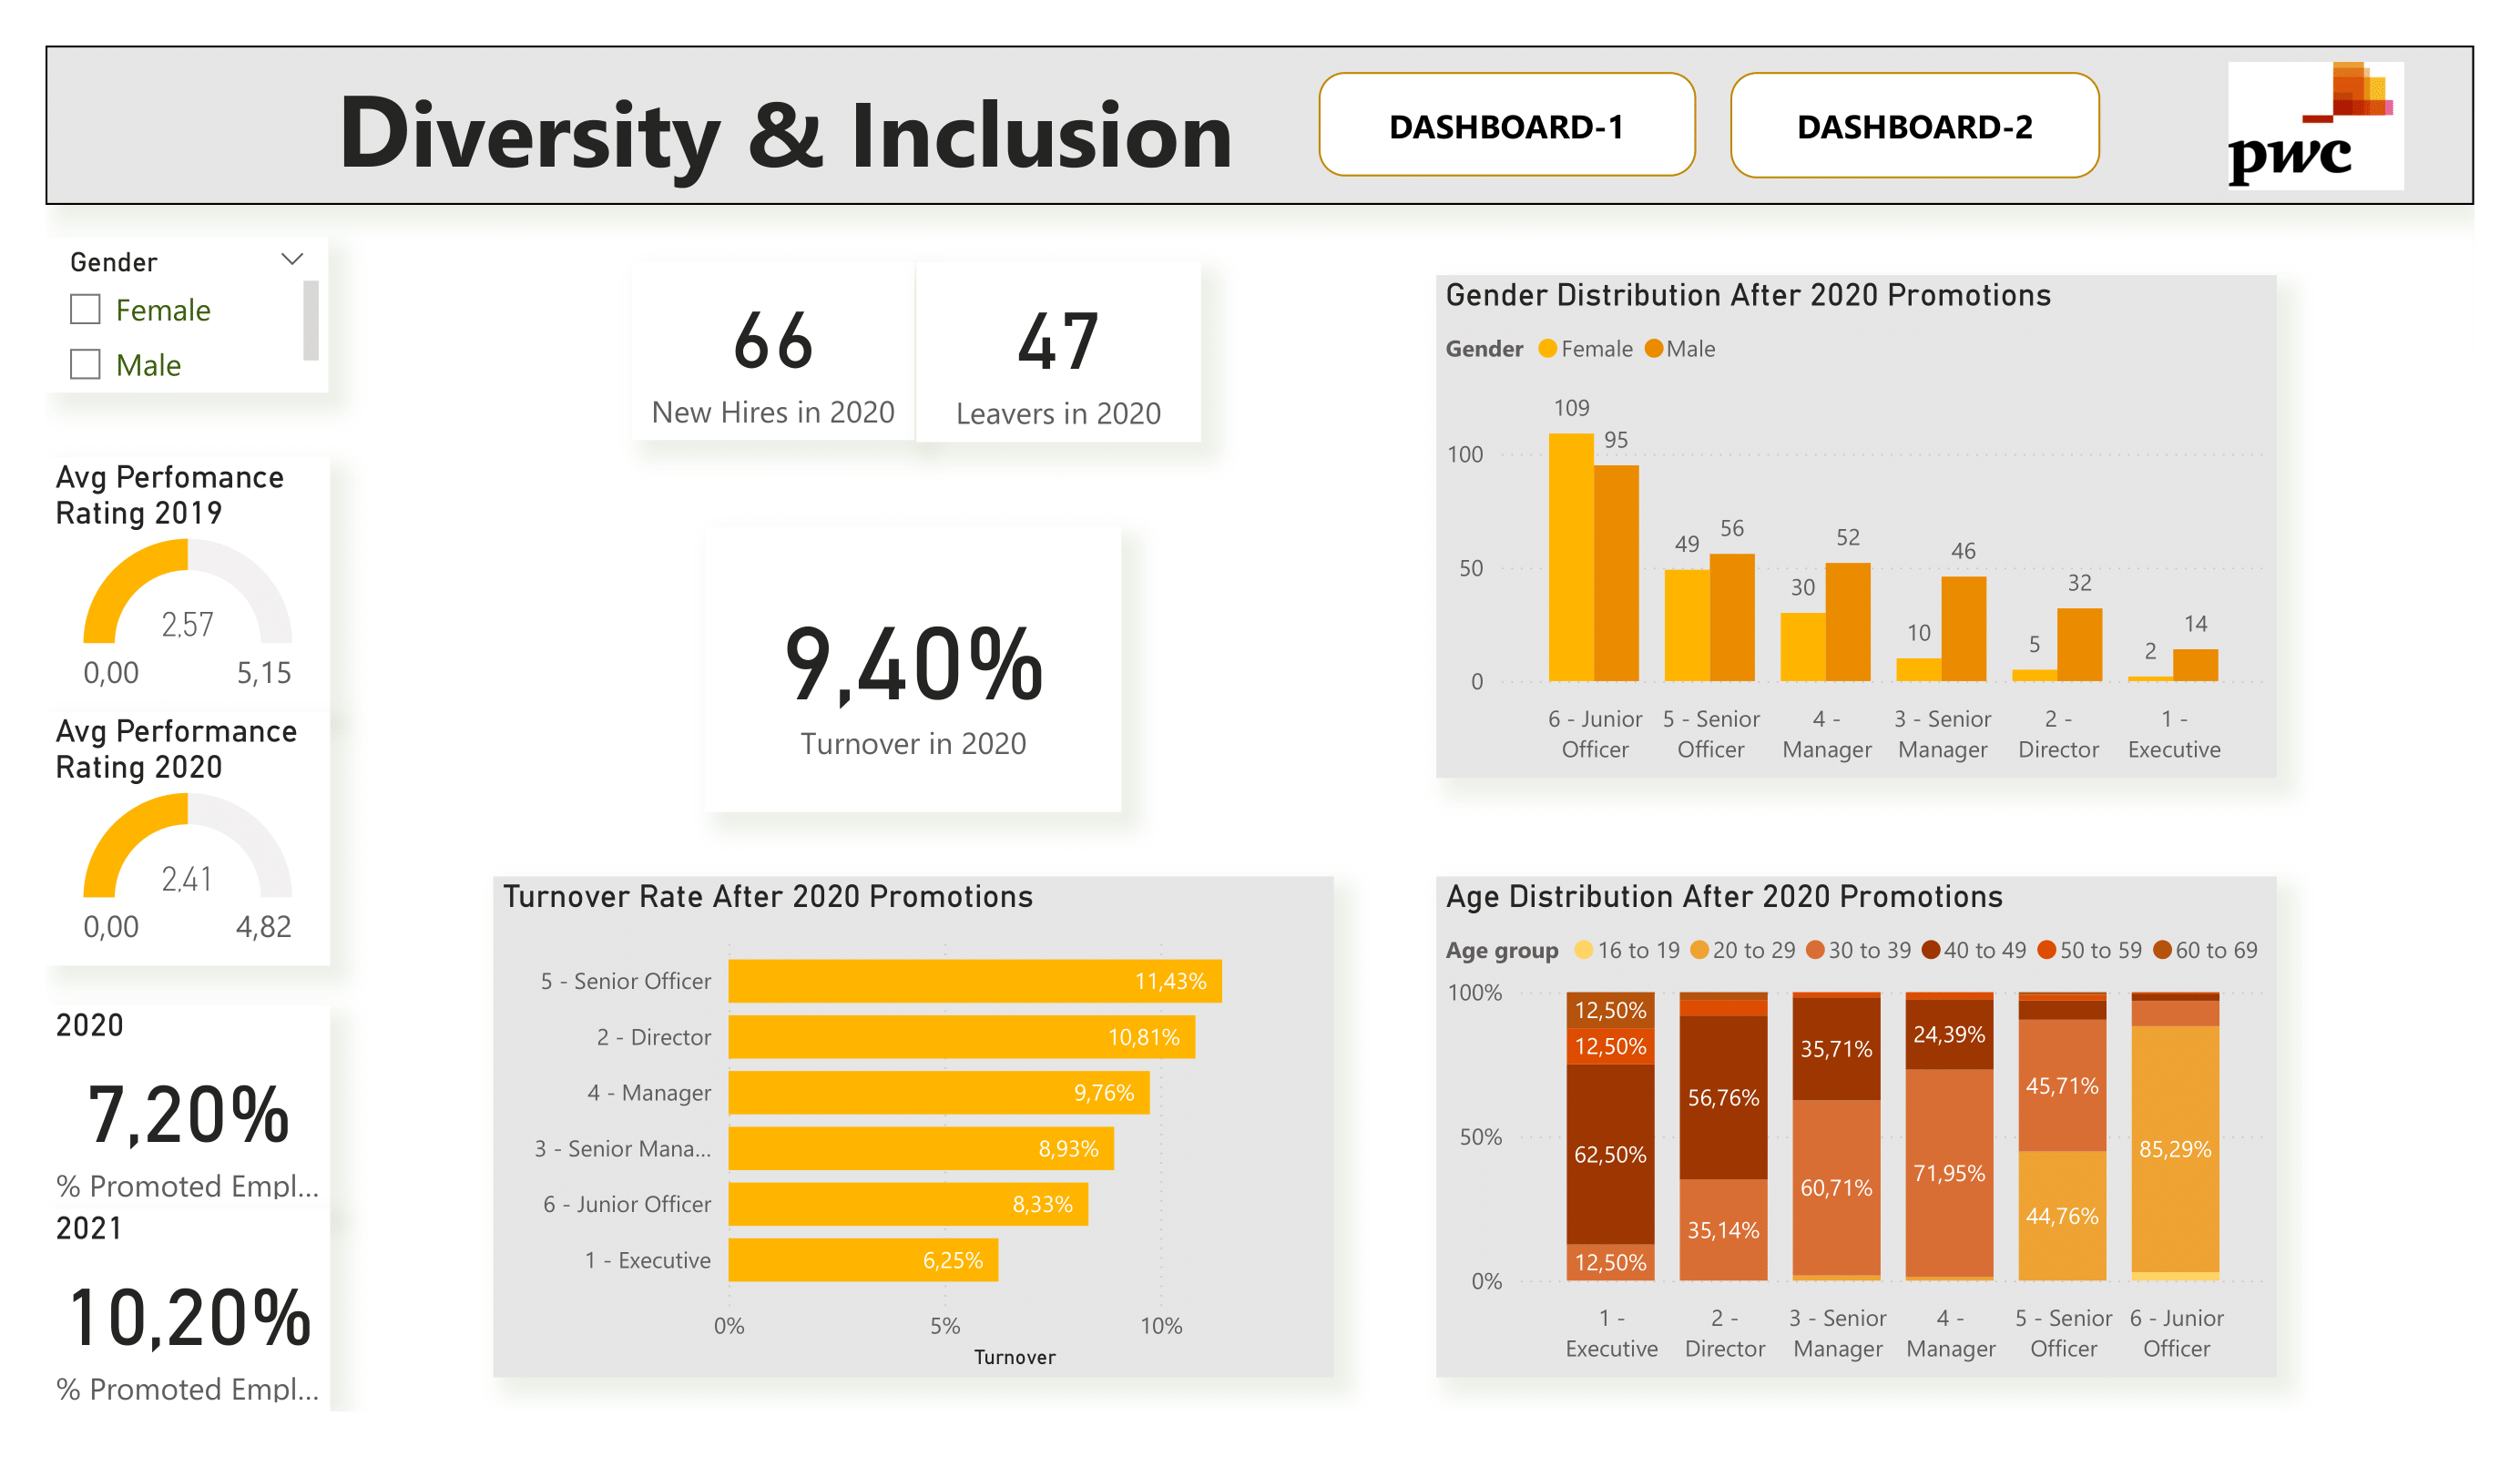 Diversity & Inclusion
DASHBOARD-1
DASHBOARD-2
pwc
Gender
Female
Male
Avg Perfomance
Rating 2019
2,57
0,00
5,15
Avg Performance
Rating 2020
2,41
0,00
4,82
2020
7,20%
% Promoted Empl...
2021
10,20%
% Promoted Empl...
66
New Hires in 2020
47
Leavers in 2020
9,40%
Turnover in 2020
Turnover Rate After 2020 Promotions
5 - Senior Officer
11,43%
2 - Director
10,81%
4 - Manager
9,76%
3 - Senior Mana...
8,93%
6 - Junior Officer
8,33%
1 - Executive
6,25%
0%
5%
10%
Turnover
Gender Distribution After 2020 Promotions
Gender
Female
Male
100
50
0
109
95
49
56
30
52
10
46
5
32
2
14
6 - Junior
Officer
5 - Senior
Officer
4 -
Manager
3 - Senior
Manager
2 -
Director
1 -
Executive
Age Distribution After 2020 Promotions
Age group
16 to 19
20 to 29
30 to 39
40 to 49
50 to 59
60 to 69
100%
50%
0%
12,50%
12,50%
62,50%
12,50%
56,76%
35,14%
35,71%
60,71%
24,39%
71,95%
45,71%
44,76%
85,29%
1 -
Executive
2 -
Director
3 - Senior
Manager
4 -
Manager
5 - Senior
Officer
6 - Junior
Officer